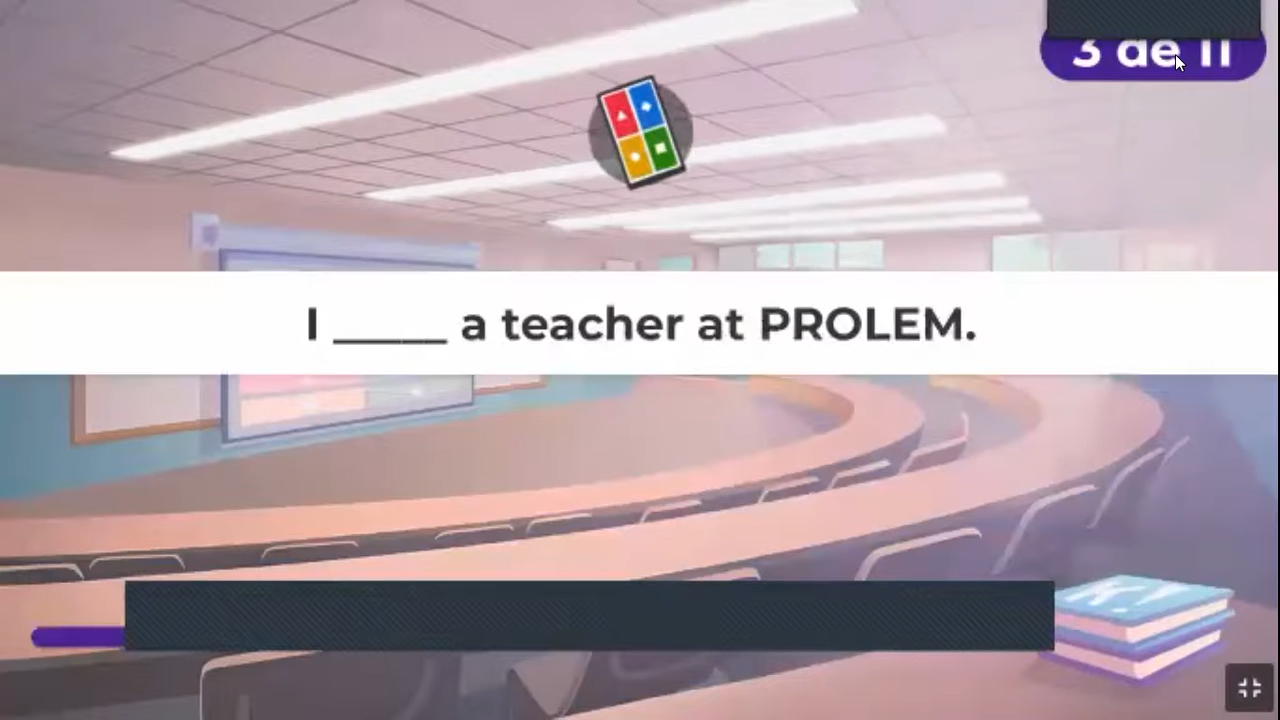 3 de 11
I _____ a teacher at PROLEM.
K!